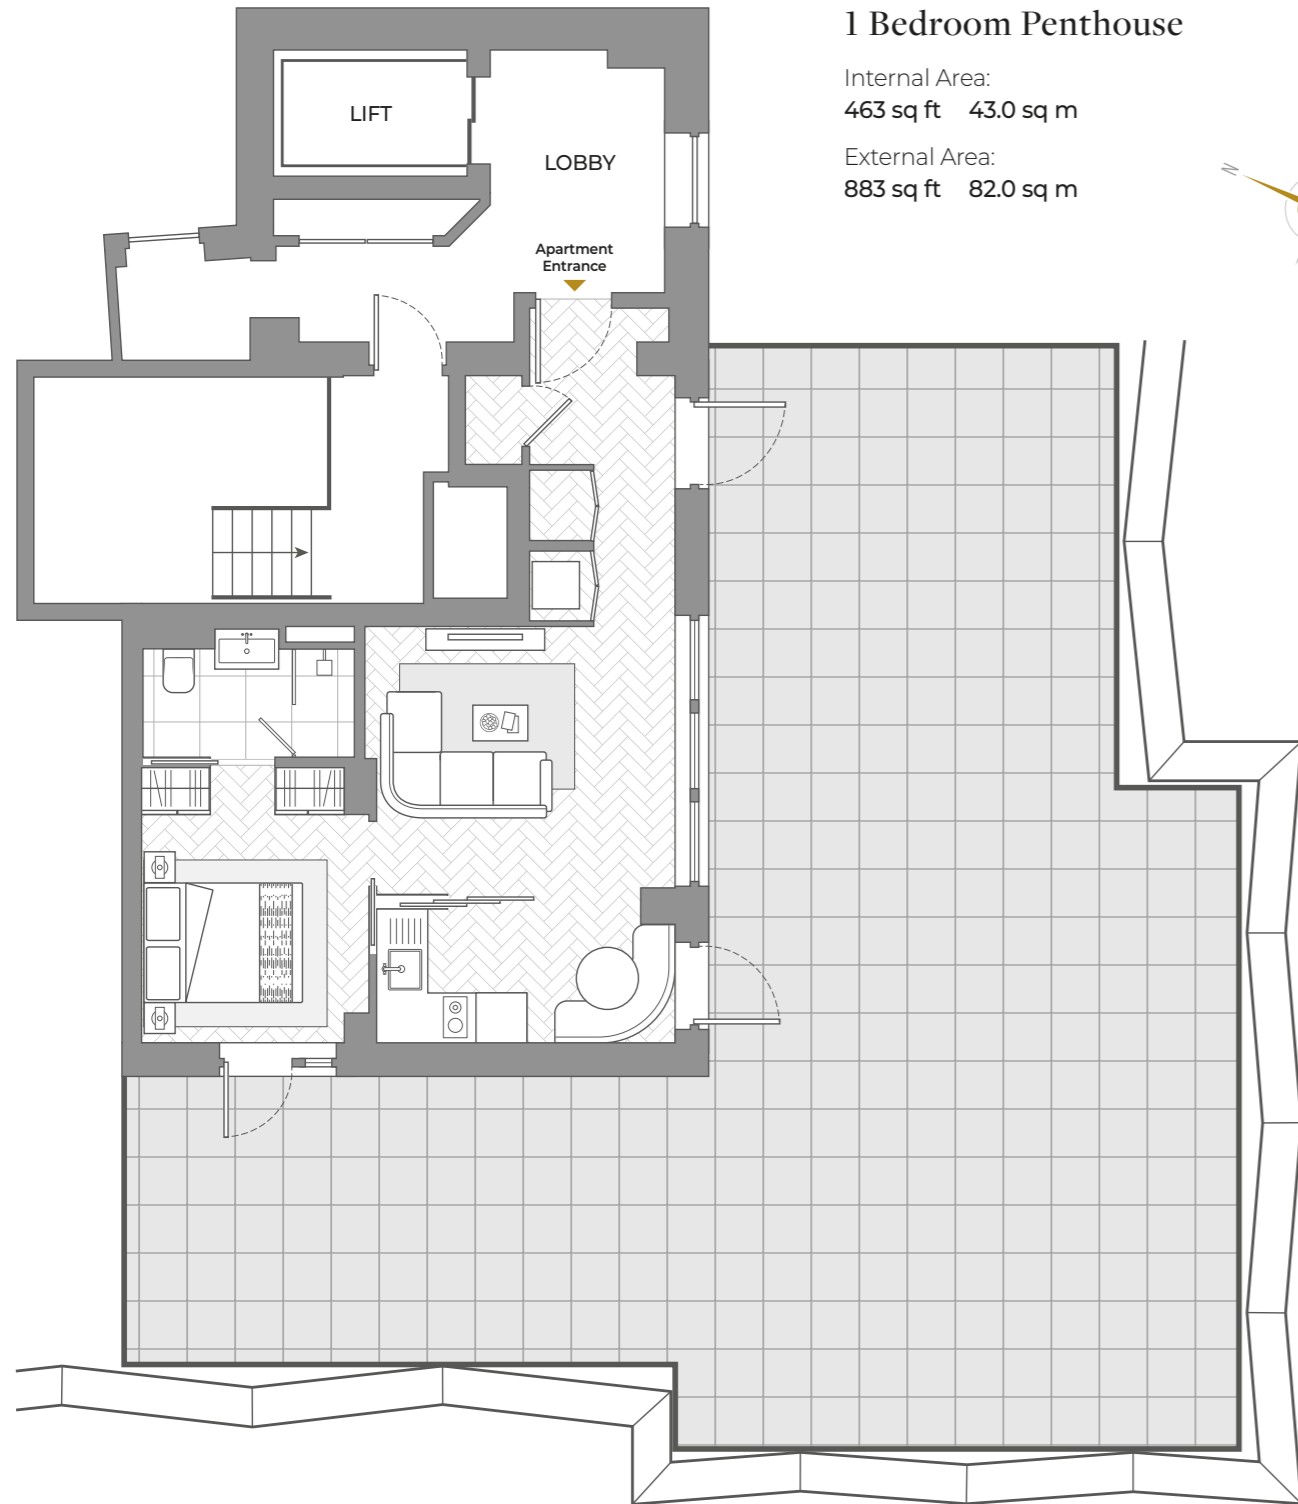 1 Bedroom Penthouse
Internal Area:
463 sq ft 43.0 sq m
External Area:
883 sq ft 82.0 sq m
N
LIFT
LOBBY
Apartment
Entrance